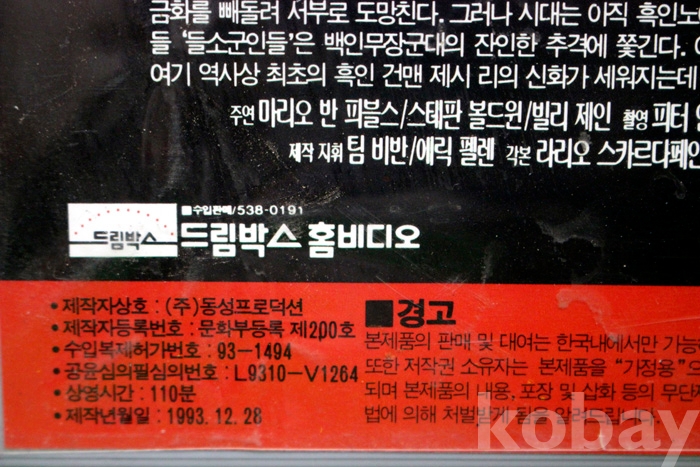 금화를 빼돌려 서부로 도망친다. 그러나 시대는 아직 흑인노
들 '들소군인들'은 백인무장군대의 잔인한 추격에 쫓긴다.
여기 역사상 최초의 흑인 건맨 제시 리의 신화가 세워지는데
주연 마리오 반 피블스/스태판 볼드윈/빌리 제인 촬영 피터
제작 지휘 팀 비반/에릭 펠렌 각본 라리오 스카르다페인
■수입판매/538-0191
드림박스 드림박스 홈비디오
• 제작자상호 : (주)동성프로덕션
• 제작자등록번호 : 문화부등록 제200호
• 수입복제허가번호 : 93-1494
• 공윤심의필심의번호 : L9310-V1264
• 상영시간 : 110분
• 제작년월일 : 1993. 12. 28
■경고
본제품의 판매 및 대여는 한국내에서만 가능
또한 저작권 소유자는 본제품을 "가정용"으
되며 본제품의 내용, 포장 및 삽화 등의 무단
법에 의해 처벌받게 됨을 알려드립니다.
kobay